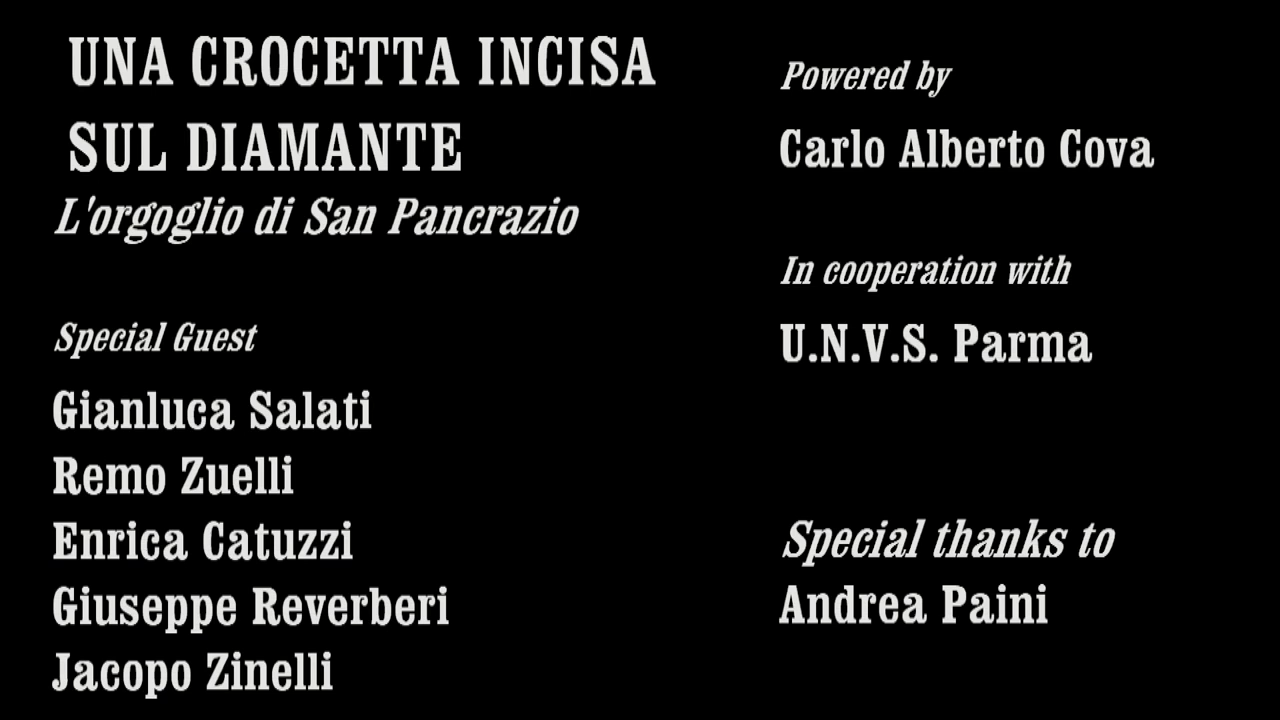 UNA CROCETTA INCISA
SUL DIAMANTE
L'orgoglio di San Pancrazio
Special Guest
Gianluca Salati
Remo Zuelli
Enrica Catuzzi
Giuseppe Reverberi
Jacopo Zinelli
Powered by
Carlo Alberto Cova
In cooperation with
U.N.V.S. Parma
Special thanks to
Andrea Paini